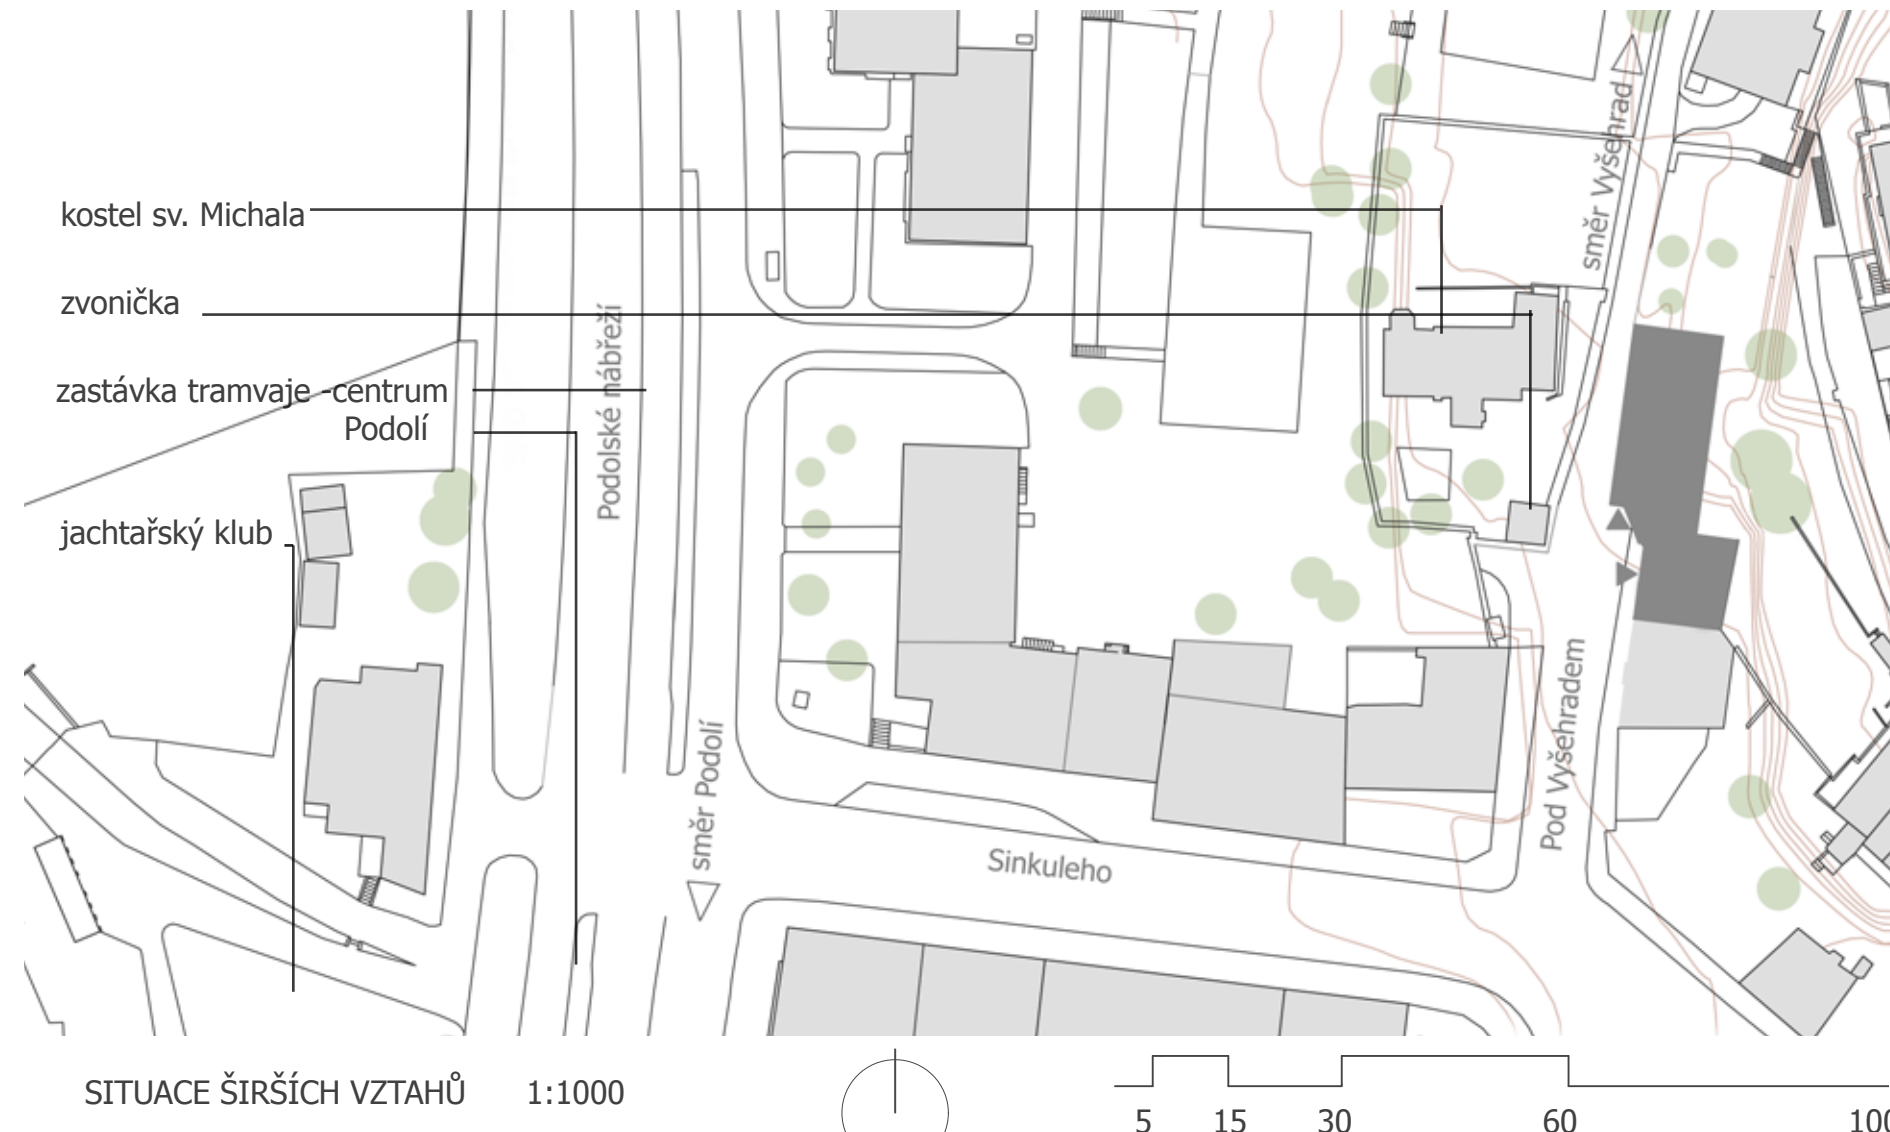 směr Vyšehrad
kostel sv. Michala
zvonička
Podolské nábřeží
zastávka tramvaje -centrum
Podolí
jachtařský klub
směr Podolí
Pod Vyšehradem
Sinkuleho
SITUACE ŠIRŠÍCH VZTAHŮ 1:1000
5 15 30 60 100